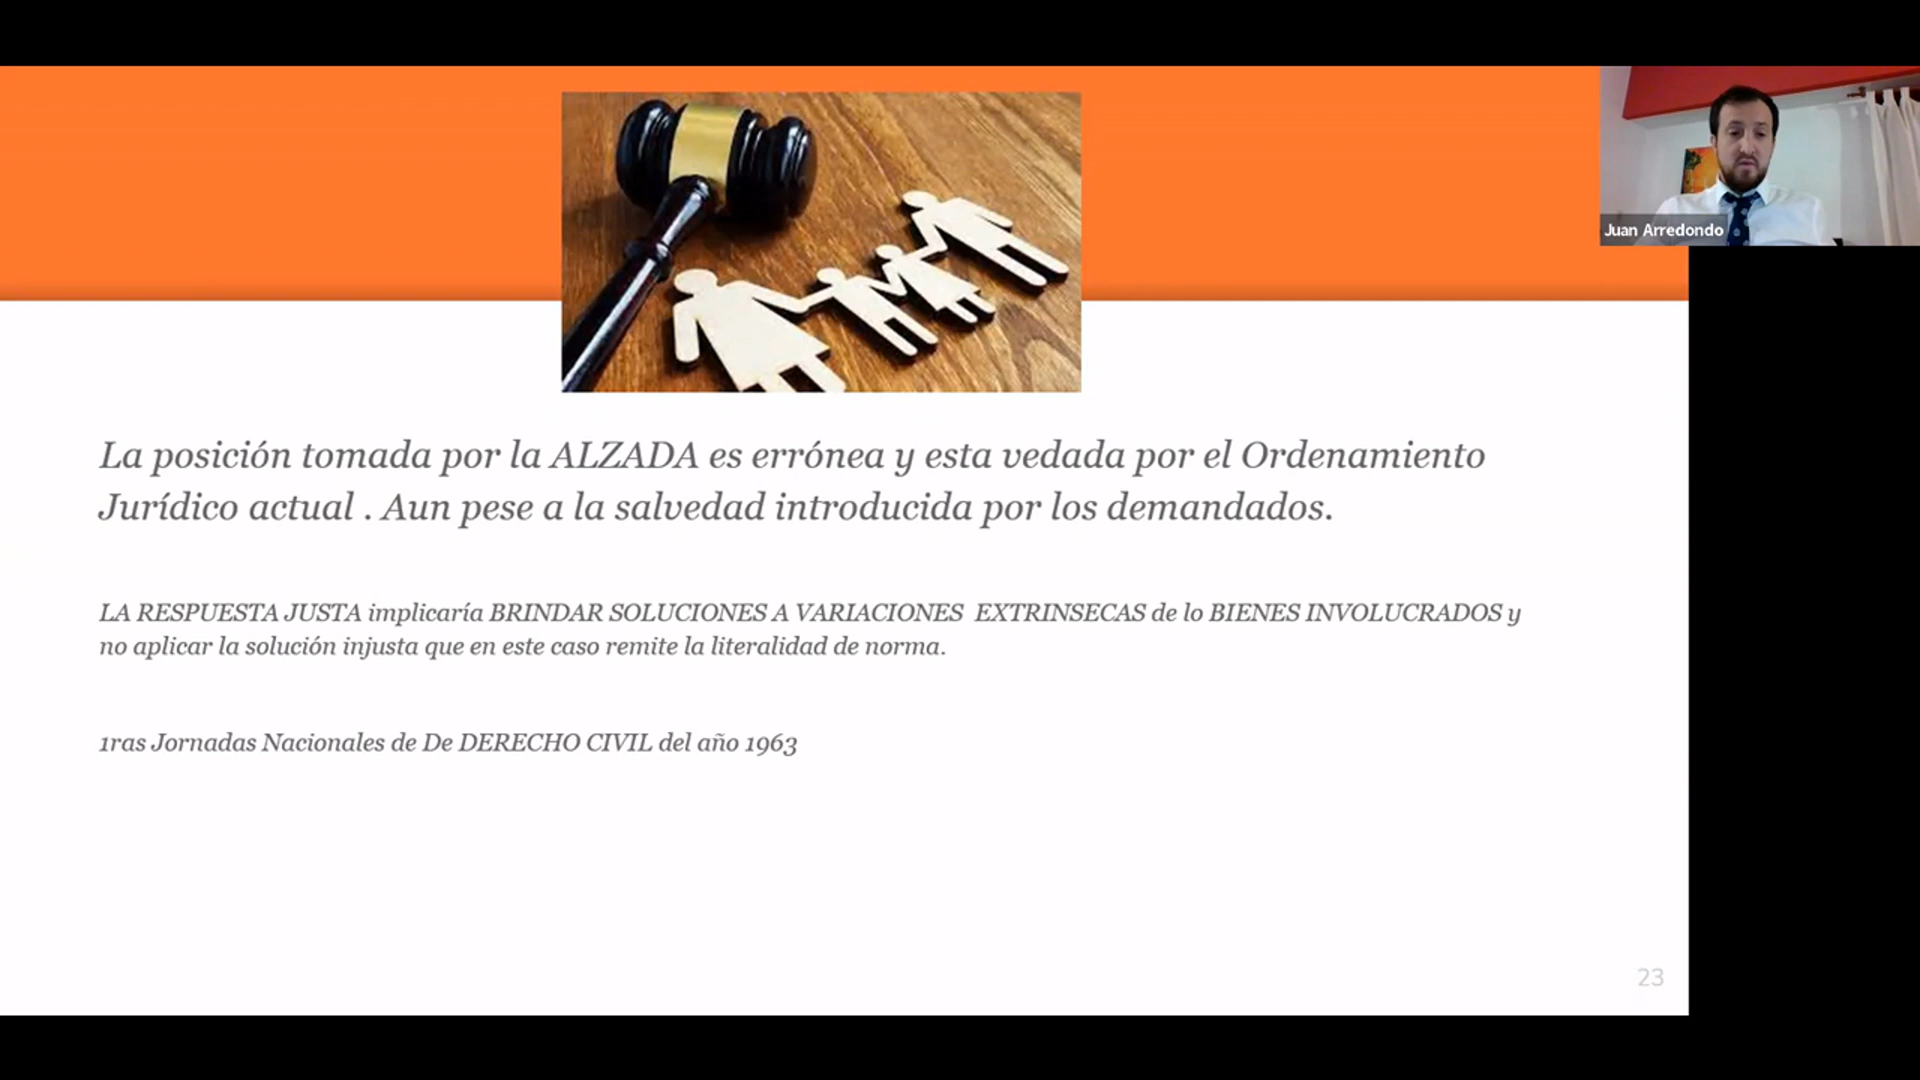 Juan Arredondo
La posición tomada por la ALZADA es errónea y esta vedada por el Ordenamiento
Jurídico actual . Aun pese a la salvedad introducida por los demandados.
LA RESPUESTA JUSTA implicaría BRINDAR SOLUCIONES A VARIACIONES  EXTRINSECAS de lo BIENES INVOLUCRADOS y
no aplicar la solución injusta que en este caso remite la literalidad de norma.
1ras Jornadas Nacionales de De DERECHO CIVIL del año 1963
23